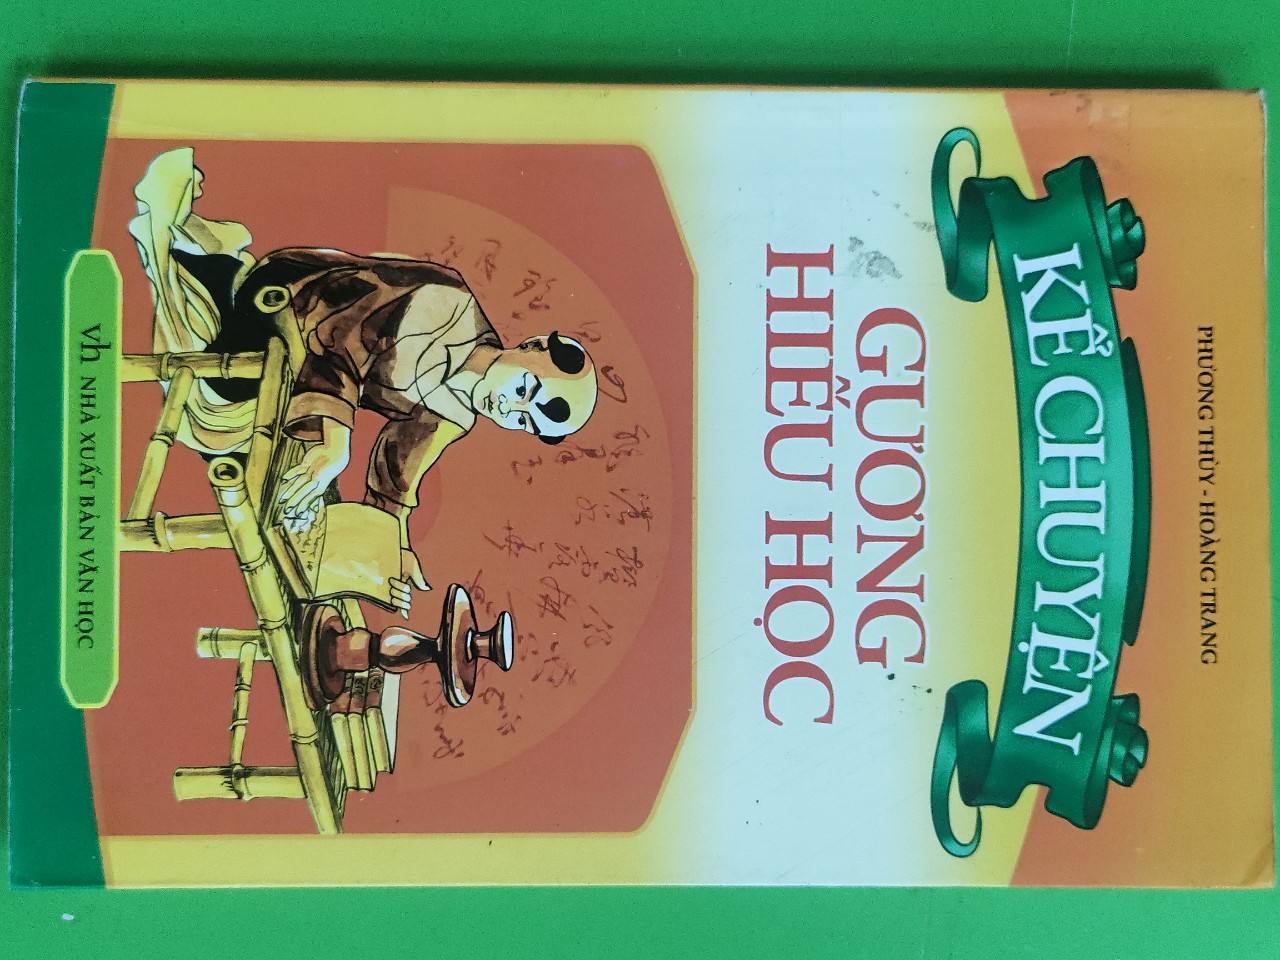 PHƯƠNG THÙY - HOÀNG TRANG
KỂ CHUYỆN
GƯƠNG
HIẾU HỌC
vh NHÀ XUẤT BẢN VĂN HỌC